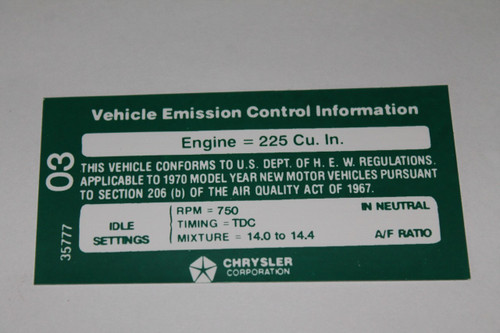 Vehicle Emission Control Information
Engine = 225 Cu. In.
03
THIS VEHICLE CONFORMS TO U.S. DEPT. OF H. E. W. REGULATIONS.
APPLICABLE TO 1970 MODEL YEAR NEW MOTOR VEHICLES PURSUANT
TO SECTION 206 (b) OF THE AIR QUALITY ACT OF 1967.
35777
IDLE
SETTINGS
RPM = 750 IN NEUTRAL
TIMING = TDC
MIXTURE = 14.0 to 14.4 A/F RATIO
CHRYSLER
CORPORATION